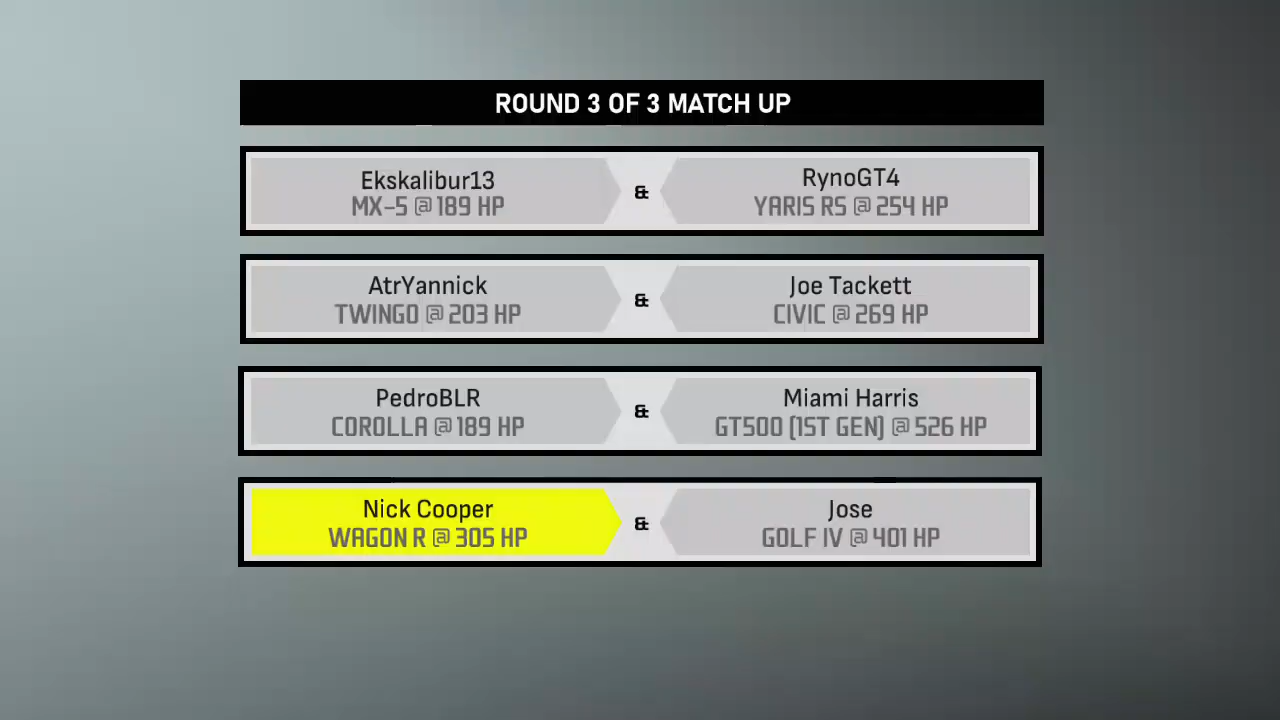 ROUND 3 OF 3 MATCH UP
Ekskalibur13
MX-5 @ 189 HP
&
RynoGT4
YARIS RS @ 254 HP
AtrYannick
TWINGO @ 203 HP
&
Joe Tackett
CIVIC @ 269 HP
PedroBLR
COROLLA @ 189 HP
&
Miami Harris
GT500 (1ST GEN) @ 526 HP
Nick Cooper
WAGON R @ 305 HP
&
Jose
GOLF IV @ 401 HP